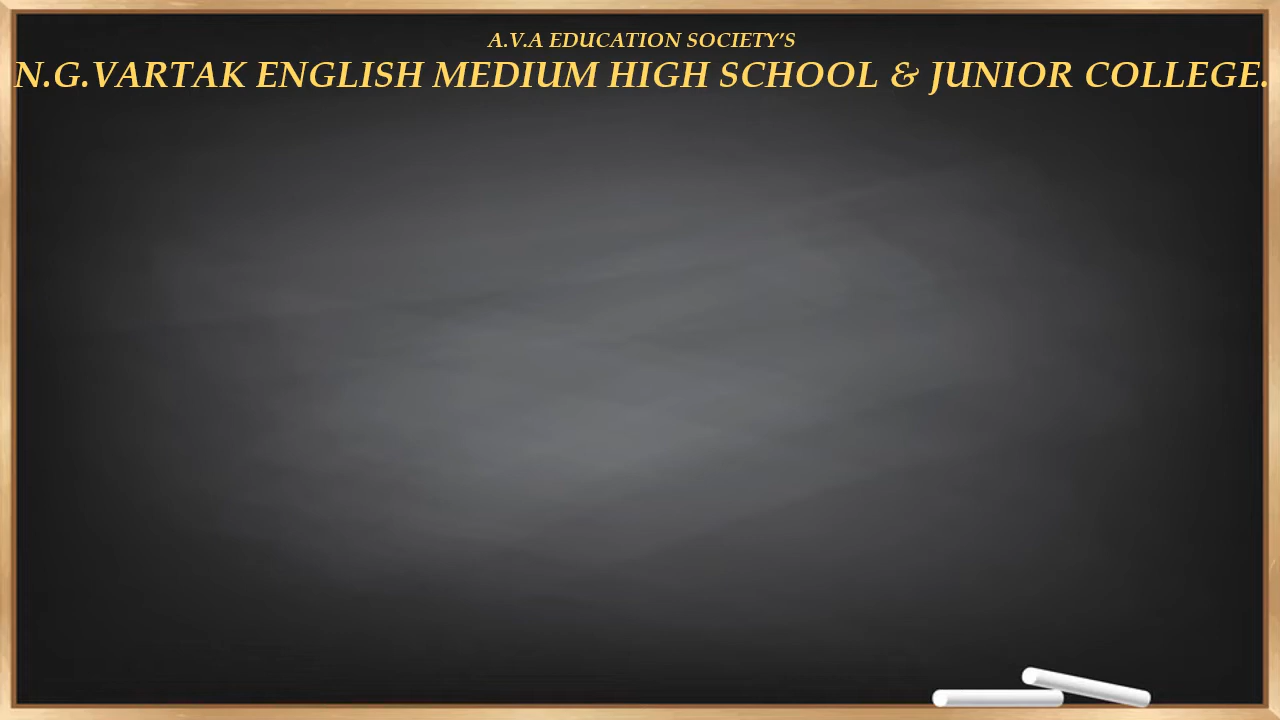 A.V.A EDUCATION SOCIETY’S
N.G.VARTAK ENGLISH MEDIUM HIGH SCHOOL & JUNIOR COLLEGE.